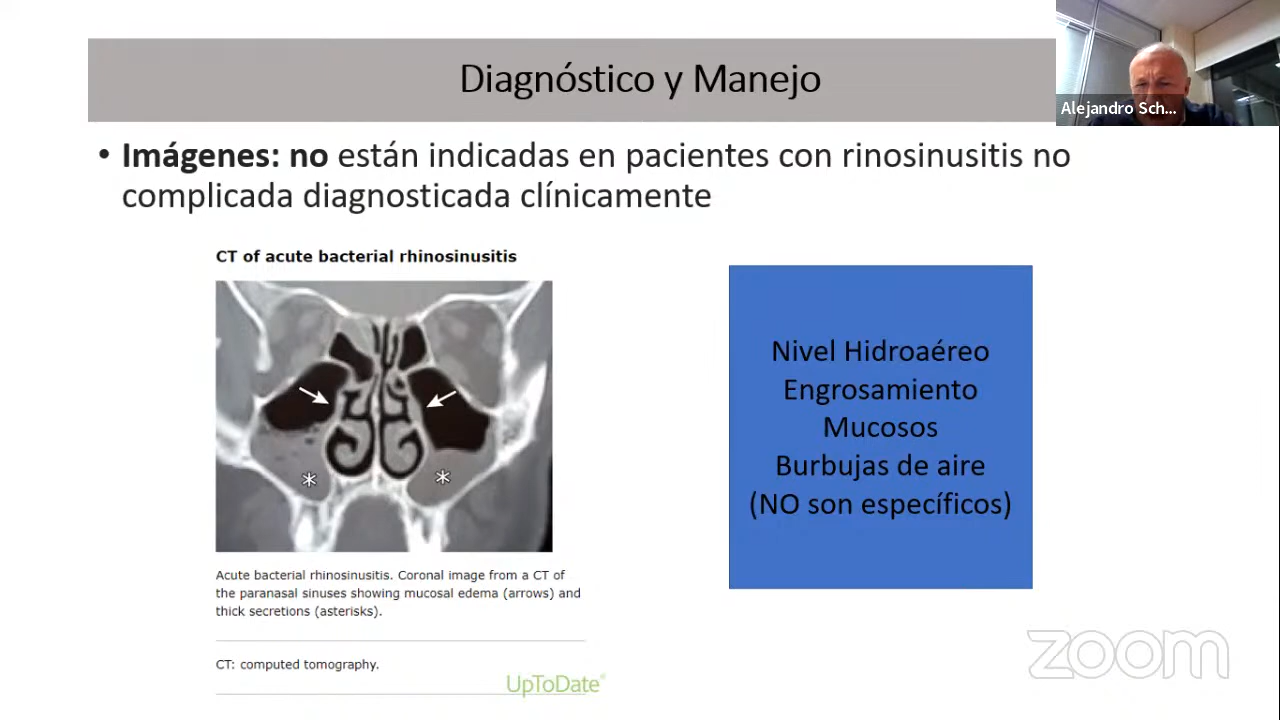 Diagnóstico y Manejo
Alejandro Sch...
• Imágenes: no están indicadas en pacientes con rinosinusitis no
complicada diagnosticada clínicamente
CT of acute bacterial rhinosinusitis
* *
Acute bacterial rhinosinusitis. Coronal image from a CT of
the paranasal sinuses showing mucosal edema (arrows) and
thick secretions (asterisks).
CT: computed tomography.
UpToDate®
Nivel Hidroaéreo
Engrosamiento
Mucosos
Burbujas de aire
(NO son específicos)
zoom